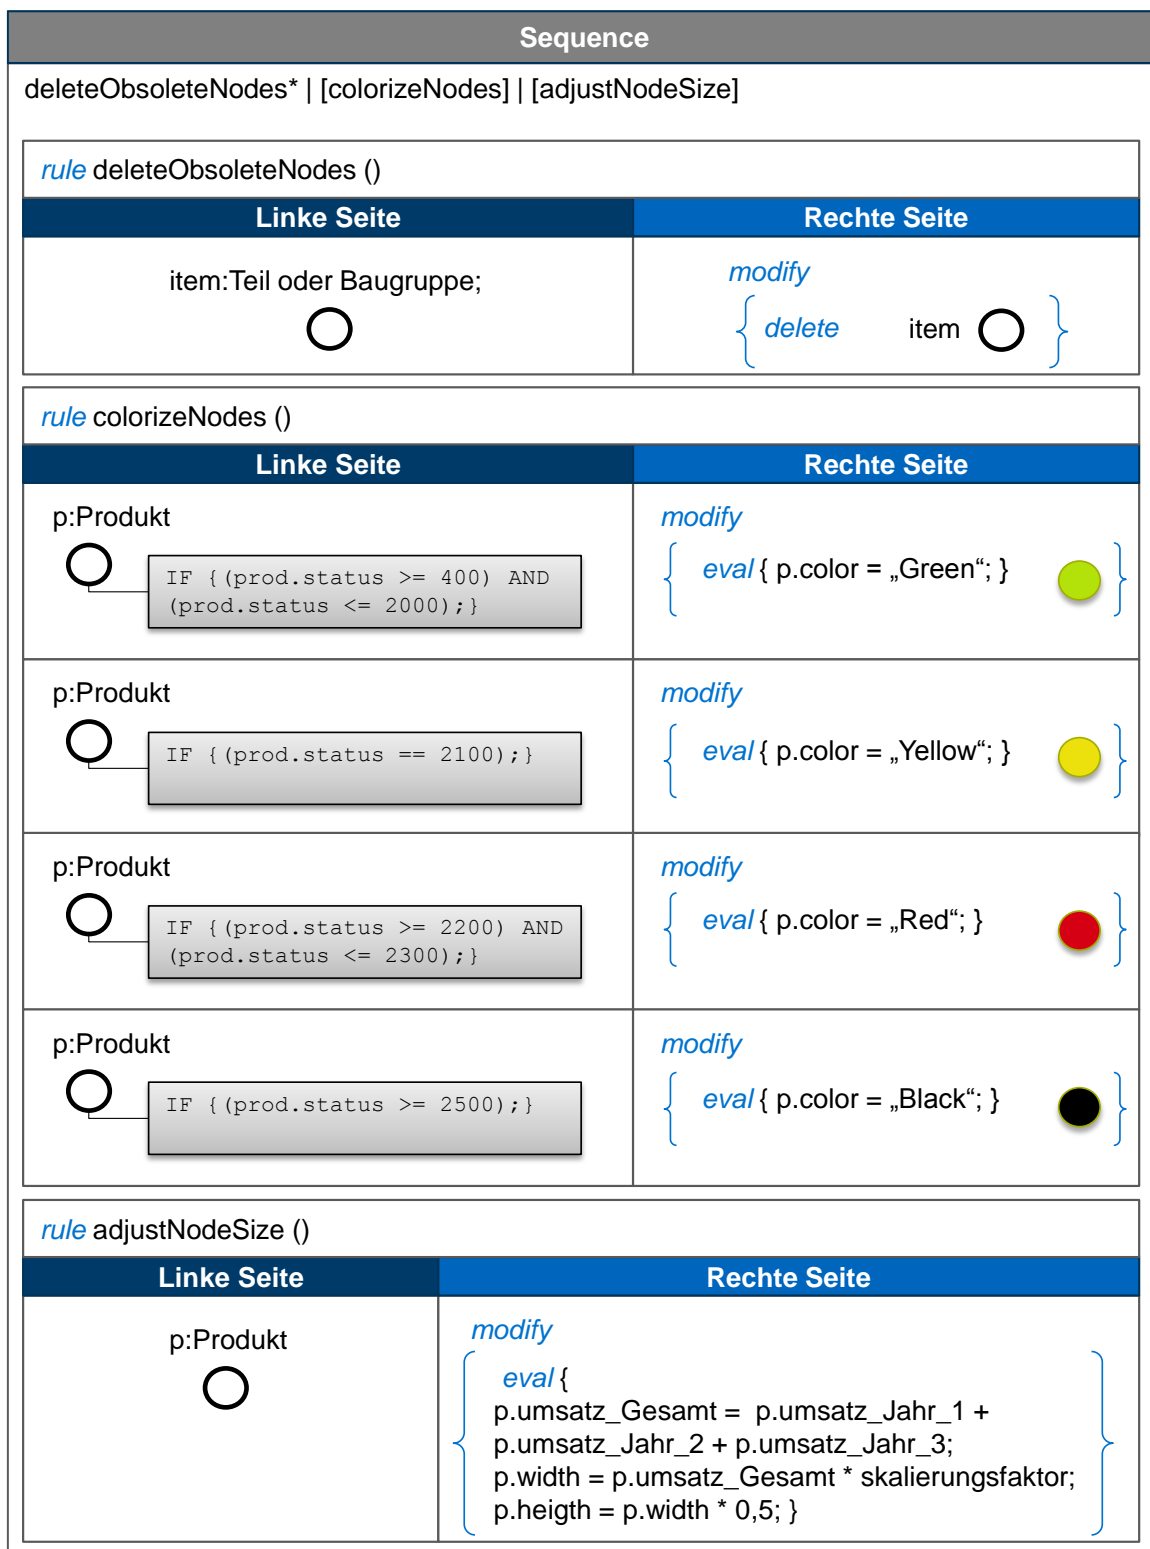 Sequence
deleteObsoleteNodes* | [colorizeNodes] | [adjustNodeSize]
rule deleteObsoleteNodes ()
Linke Seite
Rechte Seite
item:Teil oder Baugruppe;
modify
delete item
rule colorizeNodes ()
Linke Seite
Rechte Seite
p:Produkt
IF {(prod.status >= 400) AND
(prod.status <= 2000);}
modify
eval { p.color = „Green“; }
p:Produkt
IF {(prod.status == 2100);}
modify
eval { p.color = „Yellow“; }
p:Produkt
IF {(prod.status >= 2200) AND
(prod.status <= 2300);}
modify
eval { p.color = „Red“; }
p:Produkt
IF {(prod.status >= 2500);}
modify
eval { p.color = „Black“; }
rule adjustNodeSize ()
Linke Seite
Rechte Seite
p:Produkt
modify
eval {
p.umsatz_Gesamt = p.umsatz_Jahr_1 +
p.umsatz_Jahr_2 + p.umsatz_Jahr_3;
p.width = p.umsatz_Gesamt * skalierungsfaktor;
p.heigth = p.width * 0,5; }